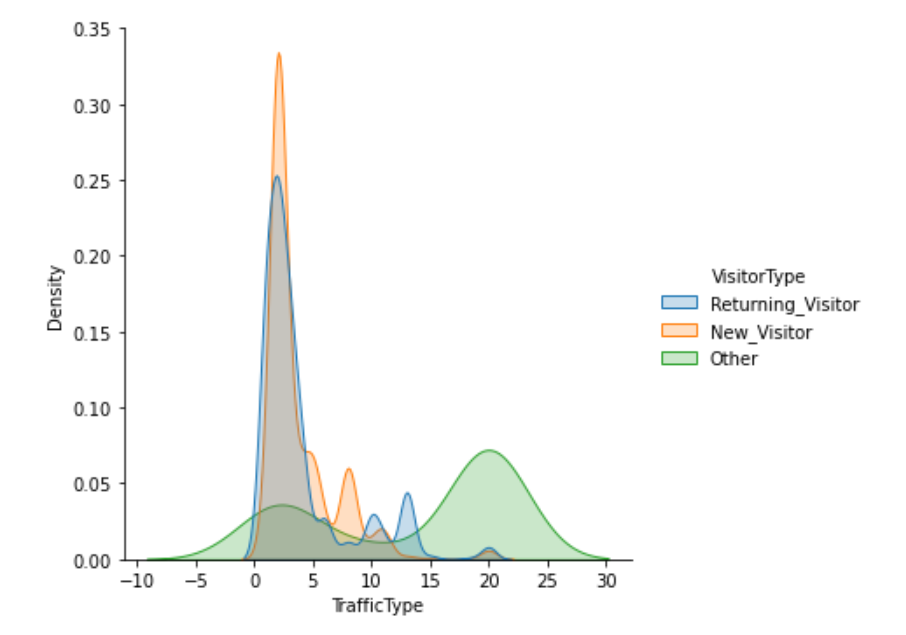 0.35
0.30
0.25
0.20
0.15
0.10
0.05
0.00
Density
−10 −5 0 5 10 15 20 25 30
TrafficType
VisitorType
Returning_Visitor
New_Visitor
Other